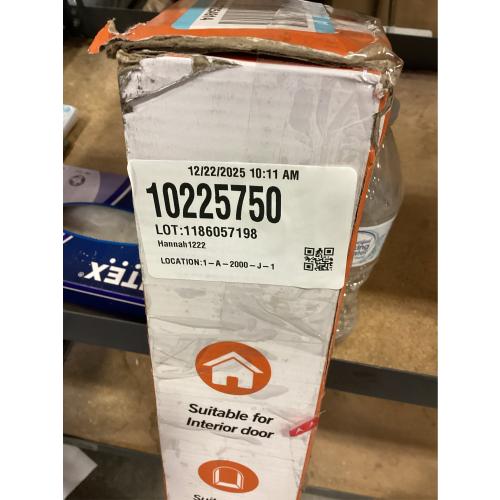 12/22/2025 10:11 AM
10225750
LOT:1186057198
Hannah1222
LOCATION:1-A-2000-J-1
Suitable for
Interior door